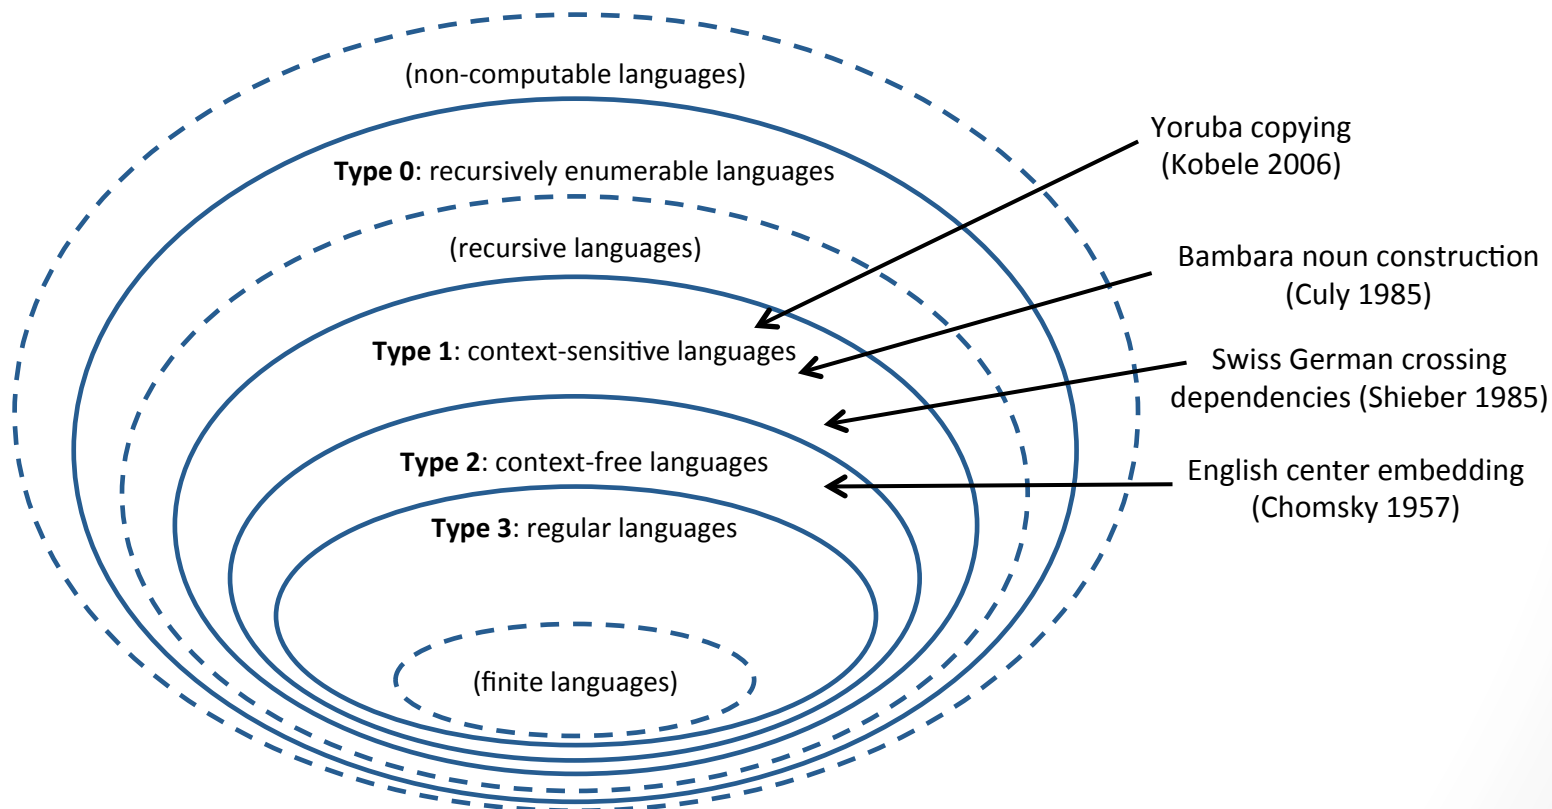 (non-computable languages)
Type 0: recursively enumerable languages
(recursive languages)
Type 1: context-sensitive languages
Type 2: context-free languages
Type 3: regular languages
(finite languages)
Yoruba copying
(Kobele 2006)
Bambara noun construction
(Culy 1985)
Swiss German crossing
dependencies (Shieber 1985)
English center embedding
(Chomsky 1957)